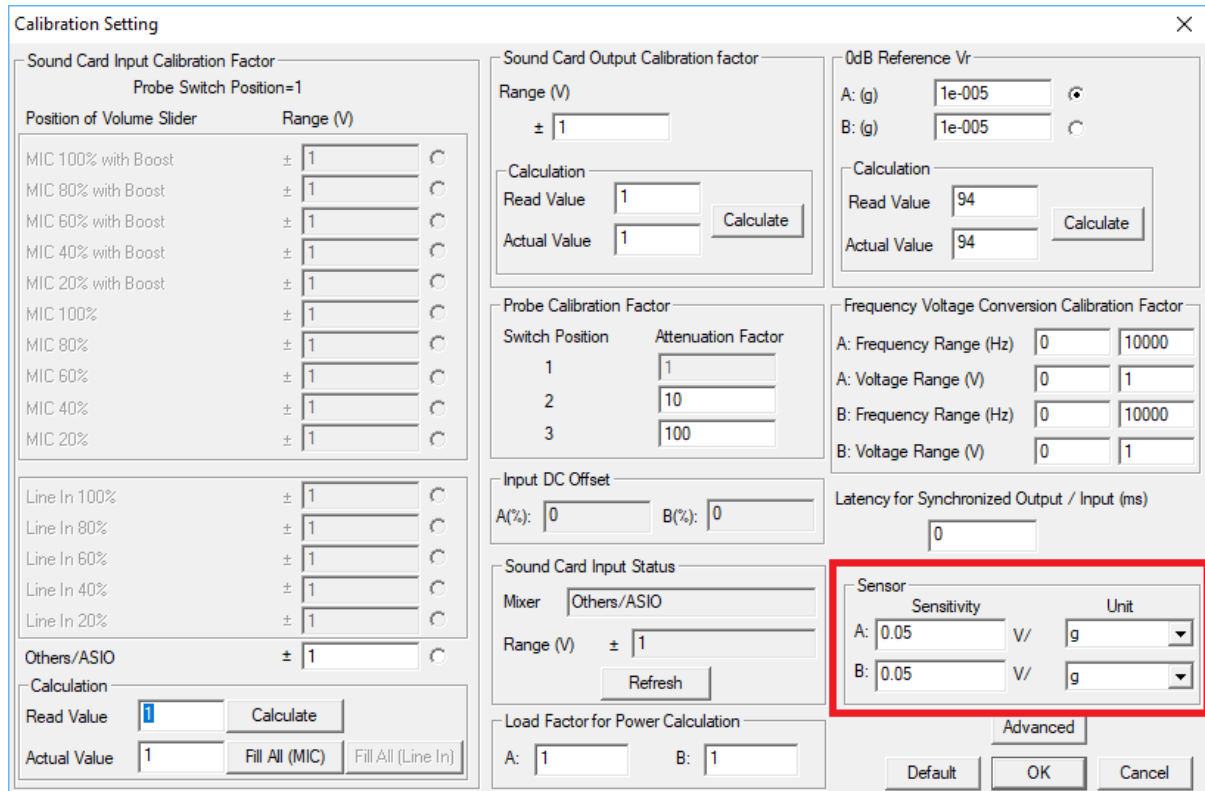 Calibration Setting
Sound Card Input Calibration Factor
Probe Switch Position=1
Position of Volume Slider Range (V)
MIC 100% with Boost ± 1
MIC 80% with Boost ± 1
MIC 60% with Boost ± 1
MIC 40% with Boost ± 1
MIC 20% with Boost ± 1
MIC 100% ± 1
MIC 80% ± 1
MIC 60% ± 1
MIC 40% ± 1
MIC 20% ± 1
Line In 100% ± 1
Line In 80% ± 1
Line In 60% ± 1
Line In 40% ± 1
Line In 20% ± 1
Others/ASIO ± 1
Calculation
Read Value 1 Calculate
Actual Value 1 Fill All (MIC) Fill All (Line In)
Sound Card Output Calibration factor
Range (V)
± 1
Calculation
Read Value 1
Calculate
Actual Value 1
Probe Calibration Factor
Switch Position Attenuation Factor
1 1
2 10
3 100
Input DC Offset
A(%): 0 B(%): 0
Sound Card Input Status
Mixer Others/ASIO
Range (V) ± 1
Refresh
Load Factor for Power Calculation
A: 1 B: 1
0dB Reference Vr
A: (g) 1e-005
B: (g) 1e-005
Calculation
Read Value 94
Calculate
Actual Value 94
Frequency Voltage Conversion Calibration Factor
A: Frequency Range (Hz) 0 10000
A: Voltage Range (V) 0 1
B: Frequency Range (Hz) 0 10000
B: Voltage Range (V) 0 1
Latency for Synchronized Output / Input (ms)
0
Sensor
Sensitivity Unit
A: 0.05 V/ g
B: 0.05 V/ g
Advanced
Default OK Cancel